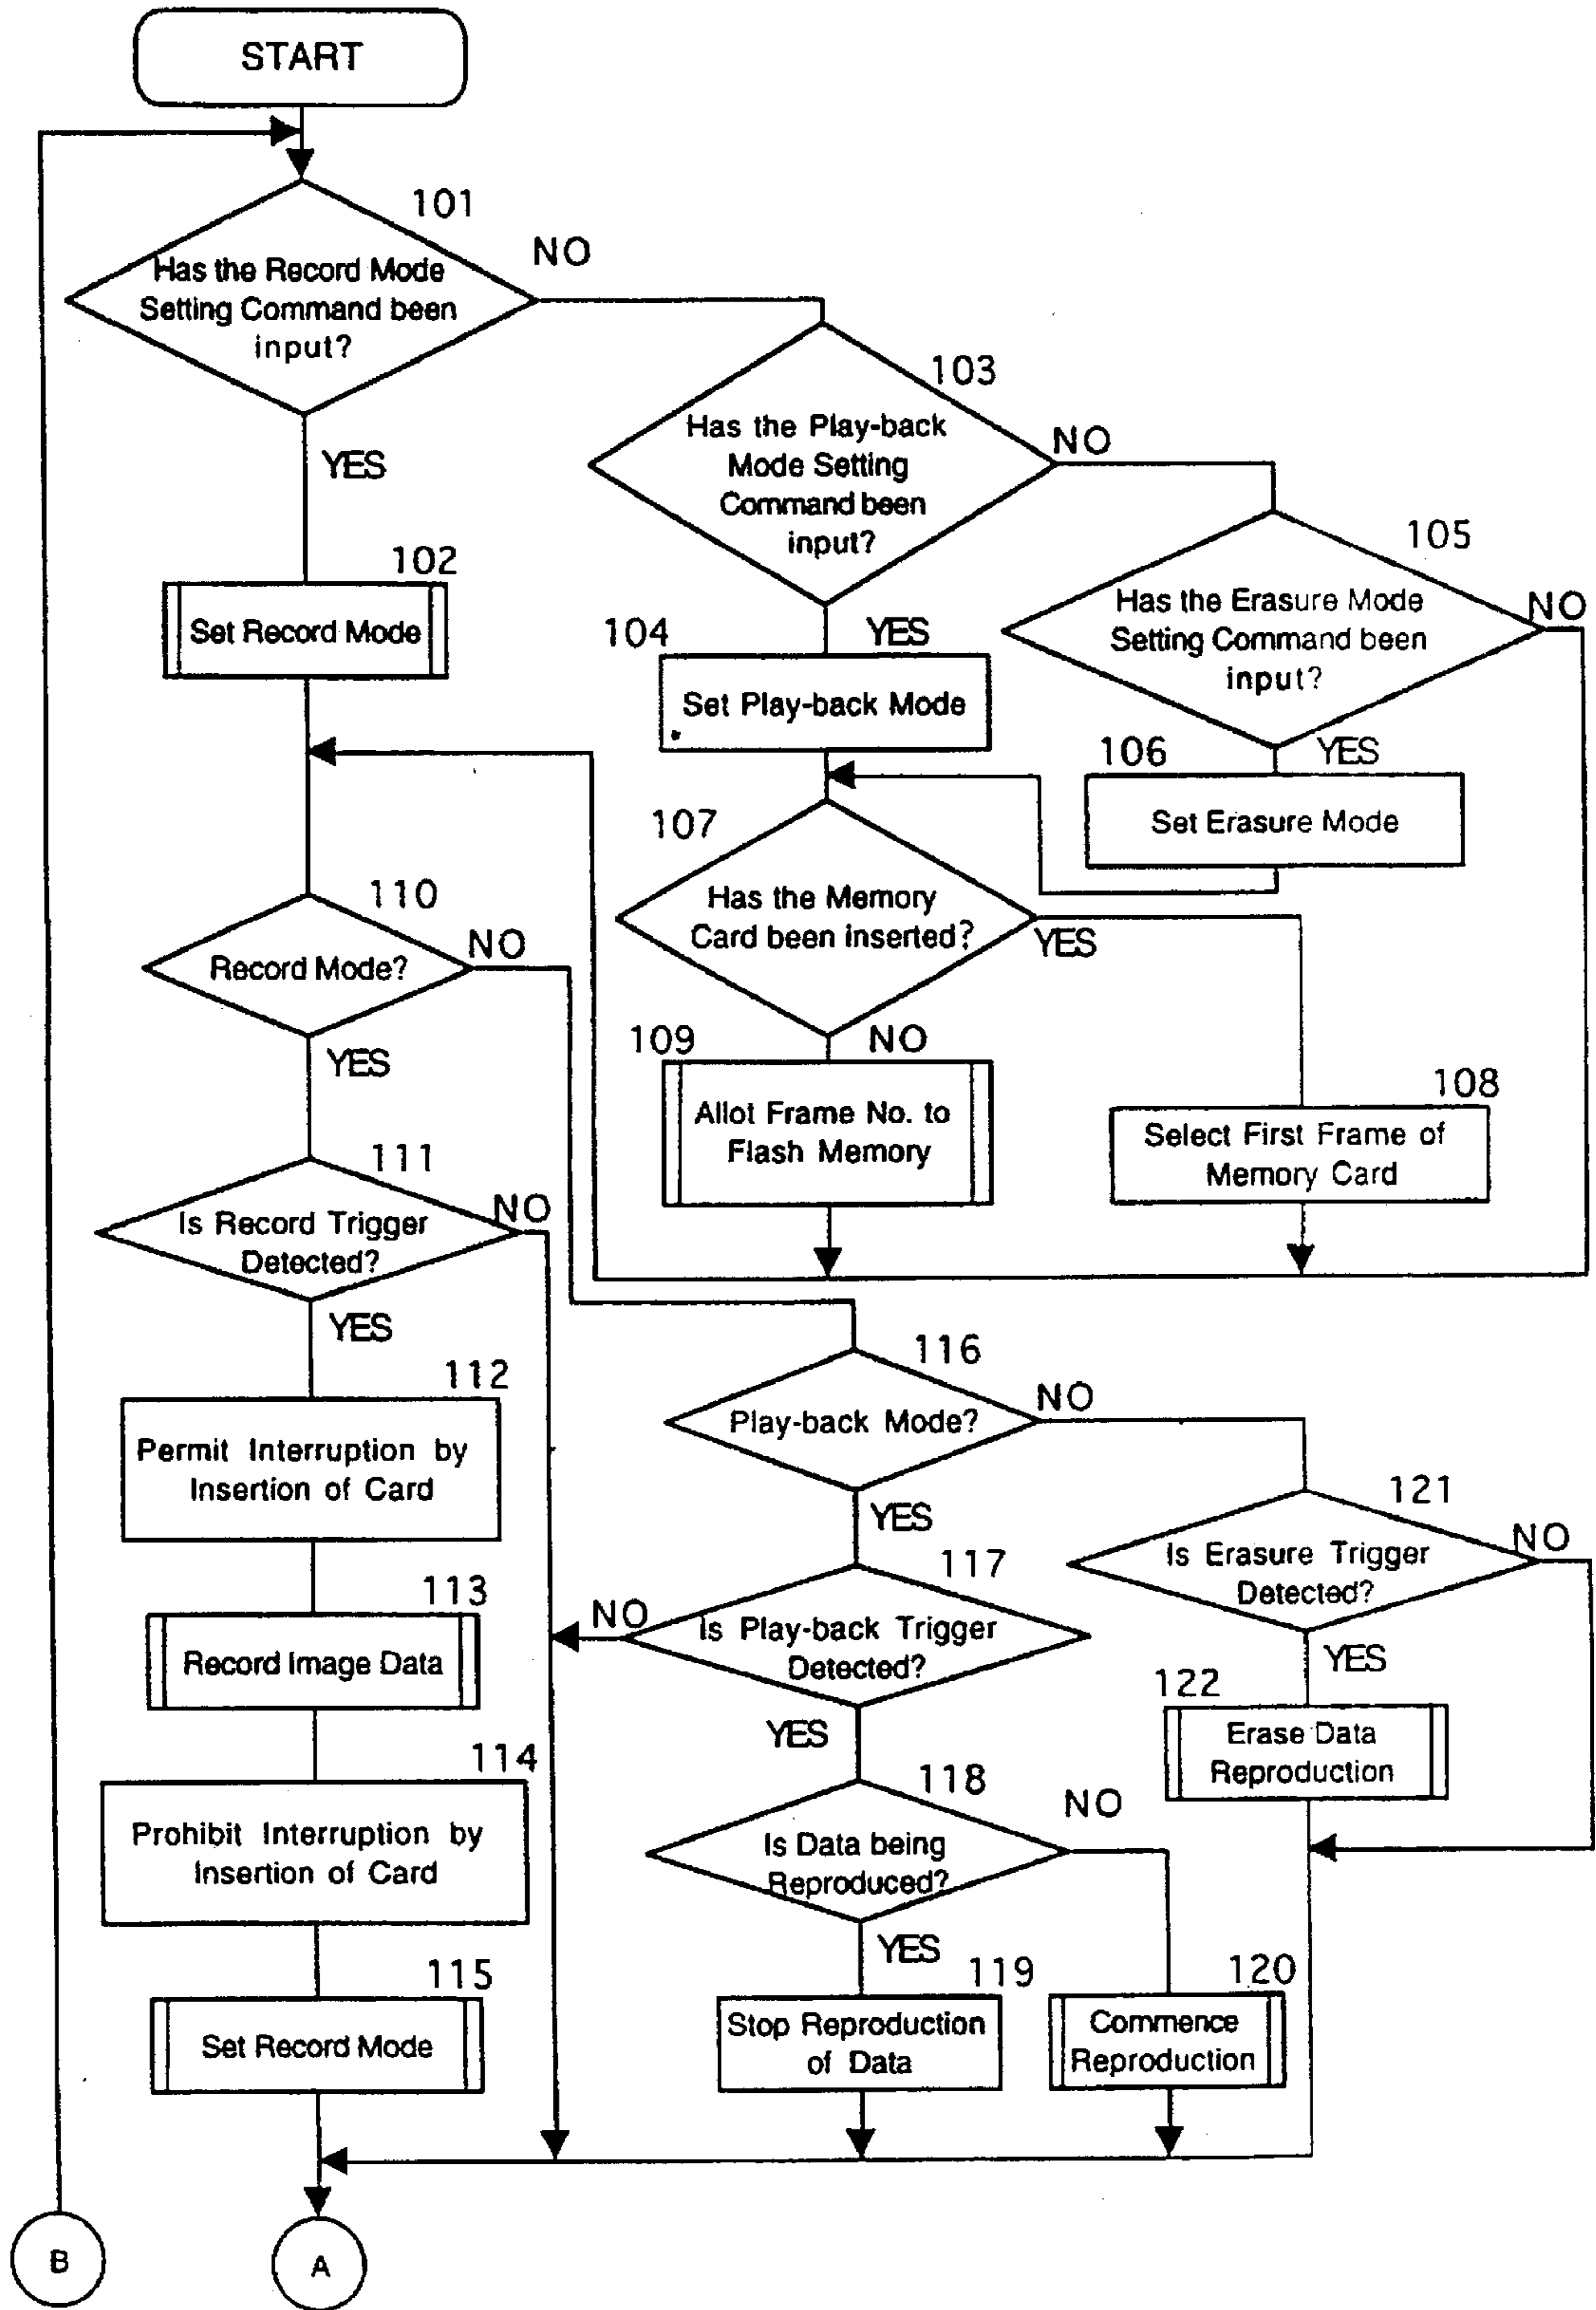 START
101
NO
Has the Record Mode
Setting Command been
input?
YES
103
Has the Play-back
Mode Setting
Command been
input?
NO
105
Has the Erasure Mode
Setting Command been
input?
NO
102
Set Record Mode
104
YES
Set Play-back Mode
106
YES
Set Erasure Mode
107
Has the Memory
Card been inserted?
YES
110
Record Mode?
NO
YES
109
NO
Allot Frame No. to
Flash Memory
108
Select First Frame of
Memory Card
111
Is Record Trigger
Detected?
NO
YES
116
Play-back Mode?
NO
YES
112
Permit Interruption by
Insertion of Card
121
Is Erasure Trigger
Detected?
NO
YES
117
NO
Is Play-back Trigger
Detected?
YES
113
Record Image Data
122
Erase Data
Reproduction
114
Prohibit Interruption by
Insertion of Card
118
NO
Is Data being
Reproduced?
YES
115
Set Record Mode
119
Stop Reproduction
of Data
120
Commence
Reproduction
B
A